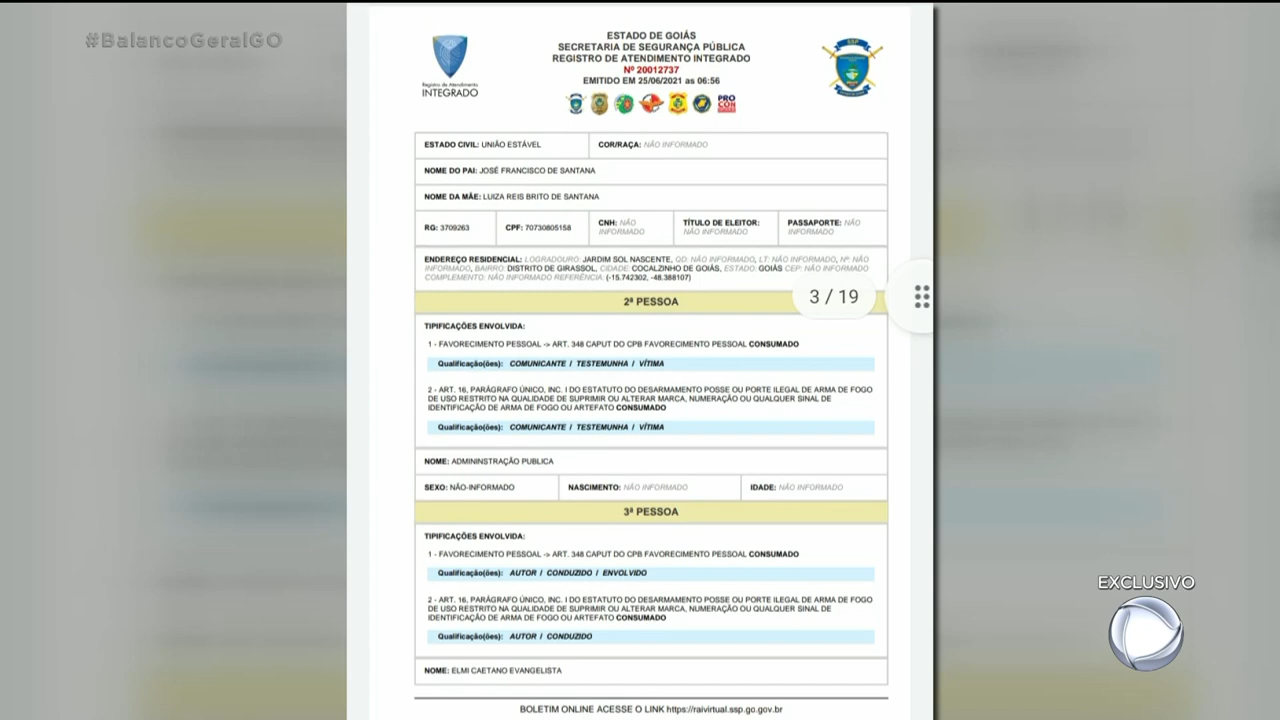 #BalancoGeralGO
ESTADO DE GOIÁS
SECRETARIA DE SEGURANÇA PÚBLICA
REGISTRO DE ATENDIMENTO INTEGRADO
Nº 20012737
EMITIDO EM 25/06/2021 as 06:56
Registro de Atendimento
INTEGRADO
SSP
PRO
CON
ESTADO CIVIL: UNIÃO ESTÁVEL
COR/RAÇA: NÃO INFORMADO
NOME DO PAI: JOSÉ FRANCISCO DE SANTANA
NOME DA MÃE: LUIZA REIS BRITO DE SANTANA
RG: 3709263
CPF: 70730805158
CNH: NÃO
INFORMADO
TÍTULO DE ELEITOR:
NÃO INFORMADO
PASSAPORTE: NÃO
INFORMADO
ENDEREÇO RESIDENCIAL: LOGRADOURO: JARDIM SOL NASCENTE, QD: NÃO INFORMADO, LT: NÃO INFORMADO, Nº: NÃO
INFORMADO, BAIRRO: DISTRITO DE GIRASSOL, CIDADE: COCALZINHO DE GOIÁS, ESTADO: GOIÁS CEP: NÃO INFORMADO
COMPLEMENTO: NÃO INFORMADO REFERÊNCIA: (-15.742302, -48.388107)
3 / 19
2ª PESSOA
TIPIFICAÇÕES ENVOLVIDA:
1 - FAVORECIMENTO PESSOAL -> ART. 348 CAPUT DO CPB FAVORECIMENTO PESSOAL CONSUMADO
Qualificação(ões): COMUNICANTE / TESTEMUNHA / VÍTIMA
2 - ART. 16, PARÁGRAFO ÚNICO, INC. I DO ESTATUTO DO DESARMAMENTO POSSE OU PORTE ILEGAL DE ARMA DE FOGO
DE USO RESTRITO NA QUALIDADE DE SUPRIMIR OU ALTERAR MARCA, NUMERAÇÃO OU QUALQUER SINAL DE
IDENTIFICAÇÃO DE ARMA DE FOGO OU ARTEFATO CONSUMADO
Qualificação(ões): COMUNICANTE / TESTEMUNHA / VÍTIMA
NOME: ADMININSTRAÇÃO PUBLICA
SEXO: NÃO-INFORMADO
NASCIMENTO: NÃO INFORMADO
IDADE: NÃO INFORMADO
3ª PESSOA
TIPIFICAÇÕES ENVOLVIDA:
1 - FAVORECIMENTO PESSOAL -> ART. 348 CAPUT DO CPB FAVORECIMENTO PESSOAL CONSUMADO
Qualificação(ões): AUTOR / CONDUZIDO / ENVOLVIDO
2 - ART. 16, PARÁGRAFO ÚNICO, INC. I DO ESTATUTO DO DESARMAMENTO POSSE OU PORTE ILEGAL DE ARMA DE FOGO
DE USO RESTRITO NA QUALIDADE DE SUPRIMIR OU ALTERAR MARCA, NUMERAÇÃO OU QUALQUER SINAL DE
IDENTIFICAÇÃO DE ARMA DE FOGO OU ARTEFATO CONSUMADO
Qualificação(ões): AUTOR / CONDUZIDO
NOME: ELMI CAETANO EVANGELISTA
BOLETIM ONLINE ACESSE O LINK https://raivirtual.ssp.go.gov.br
EXCLUSIVO